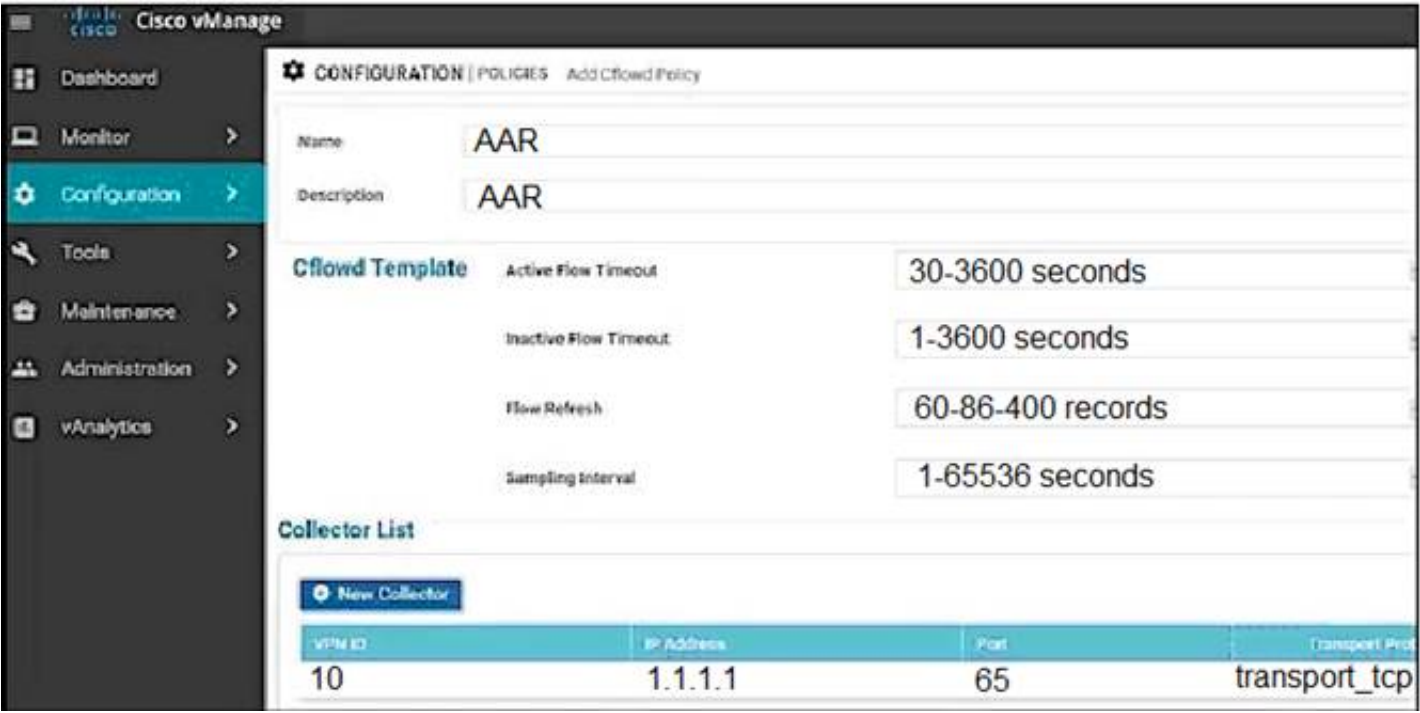 CISCO Cisco vManage
Dashboard
Monitor
Configuration
Tools
Maintenance
Administration
vAnalytics
CONFIGURATION | POLICIES Add Cflowd Policy
Name AAR
Description AAR
Cflowd Template Active Flow Timeout 30-3600 seconds
Inactive Flow Timeout 1-3600 seconds
Flow Refresh 60-86-400 records
Sampling Interval 1-65536 seconds
Collector List
New Collector
VPN ID IP Address Port Transport Prot
10 1.1.1.1 65 transport_tcp